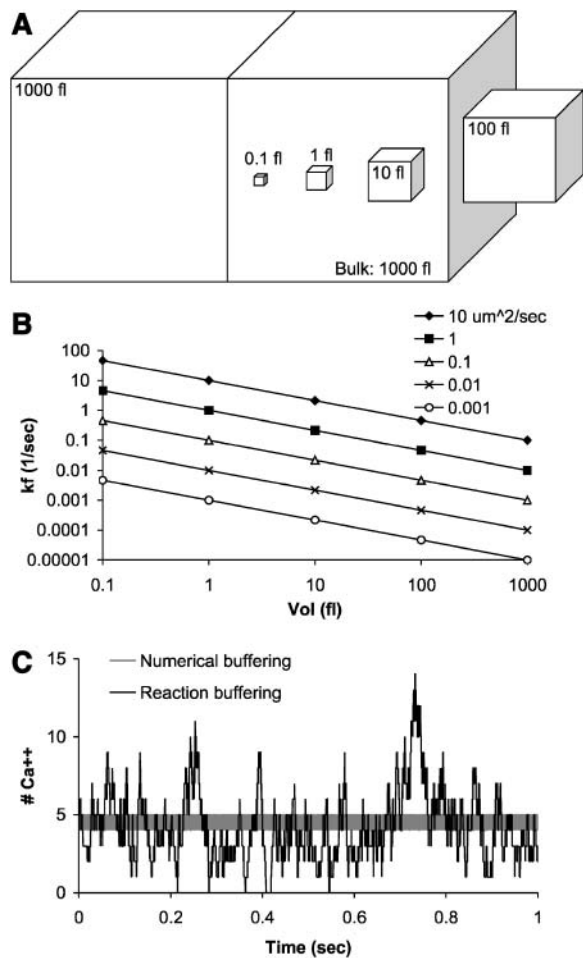 A
1000 fl
0.1 fl
1 fl
10 fl
100 fl
Bulk: 1000 fl
B
10 um^2/sec
1
0.1
0.01
0.001
kf (1/sec)
100
10
1
0.1
0.01
0.001
0.0001
0.00001
0.1
1
10
100
1000
Vol (fl)
C
Numerical buffering
Reaction buffering
# Ca++
15
10
5
0
0
0.2
0.4
0.6
0.8
1
Time (sec)